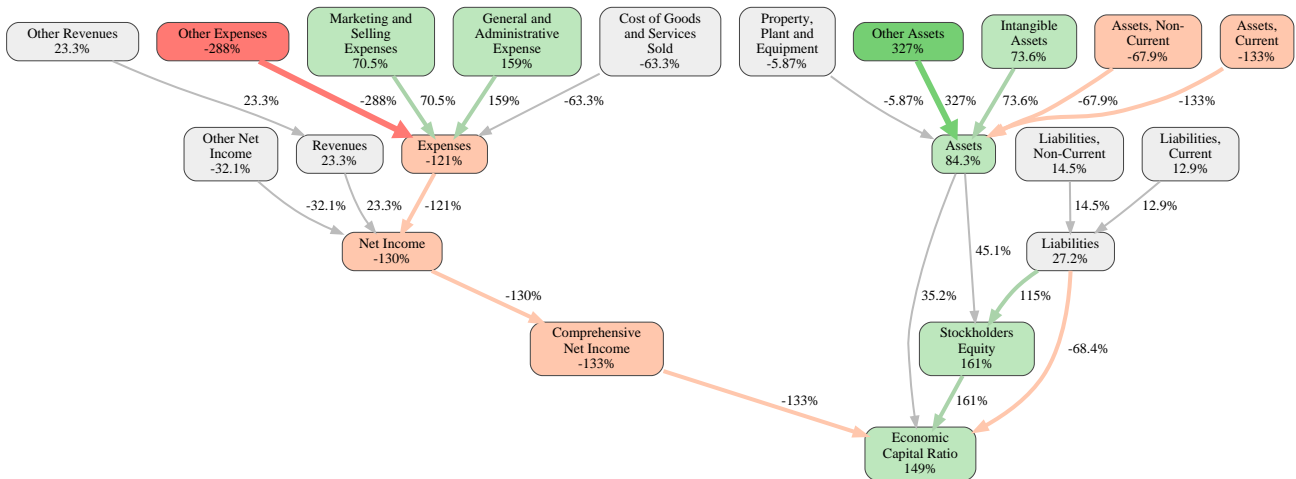 Other Revenues
23.3%
Other Expenses
-288%
Marketing and
Selling
Expenses
70.5%
General and
Administrative
Expense
159%
Cost of Goods
and Services
Sold
-63.3%
Property,
Plant and
Equipment
-5.87%
Other Assets
327%
Intangible
Assets
73.6%
Assets, Non-
Current
-67.9%
Assets,
Current
-133%
23.3%
-288%
70.5%
159%
-63.3%
-5.87%
327%
73.6%
-67.9%
-133%
Other Net
Income
-32.1%
Revenues
23.3%
Expenses
-121%
Assets
84.3%
Liabilities,
Non-Current
14.5%
Liabilities,
Current
12.9%
-32.1%
23.3%
-121%
14.5%
12.9%
Net Income
-130%
45.1%
Liabilities
27.2%
-130%
35.2%
115%
Comprehensive
Net Income
-133%
Stockholders
Equity
161%
-68.4%
-133%
161%
Economic
Capital Ratio
149%